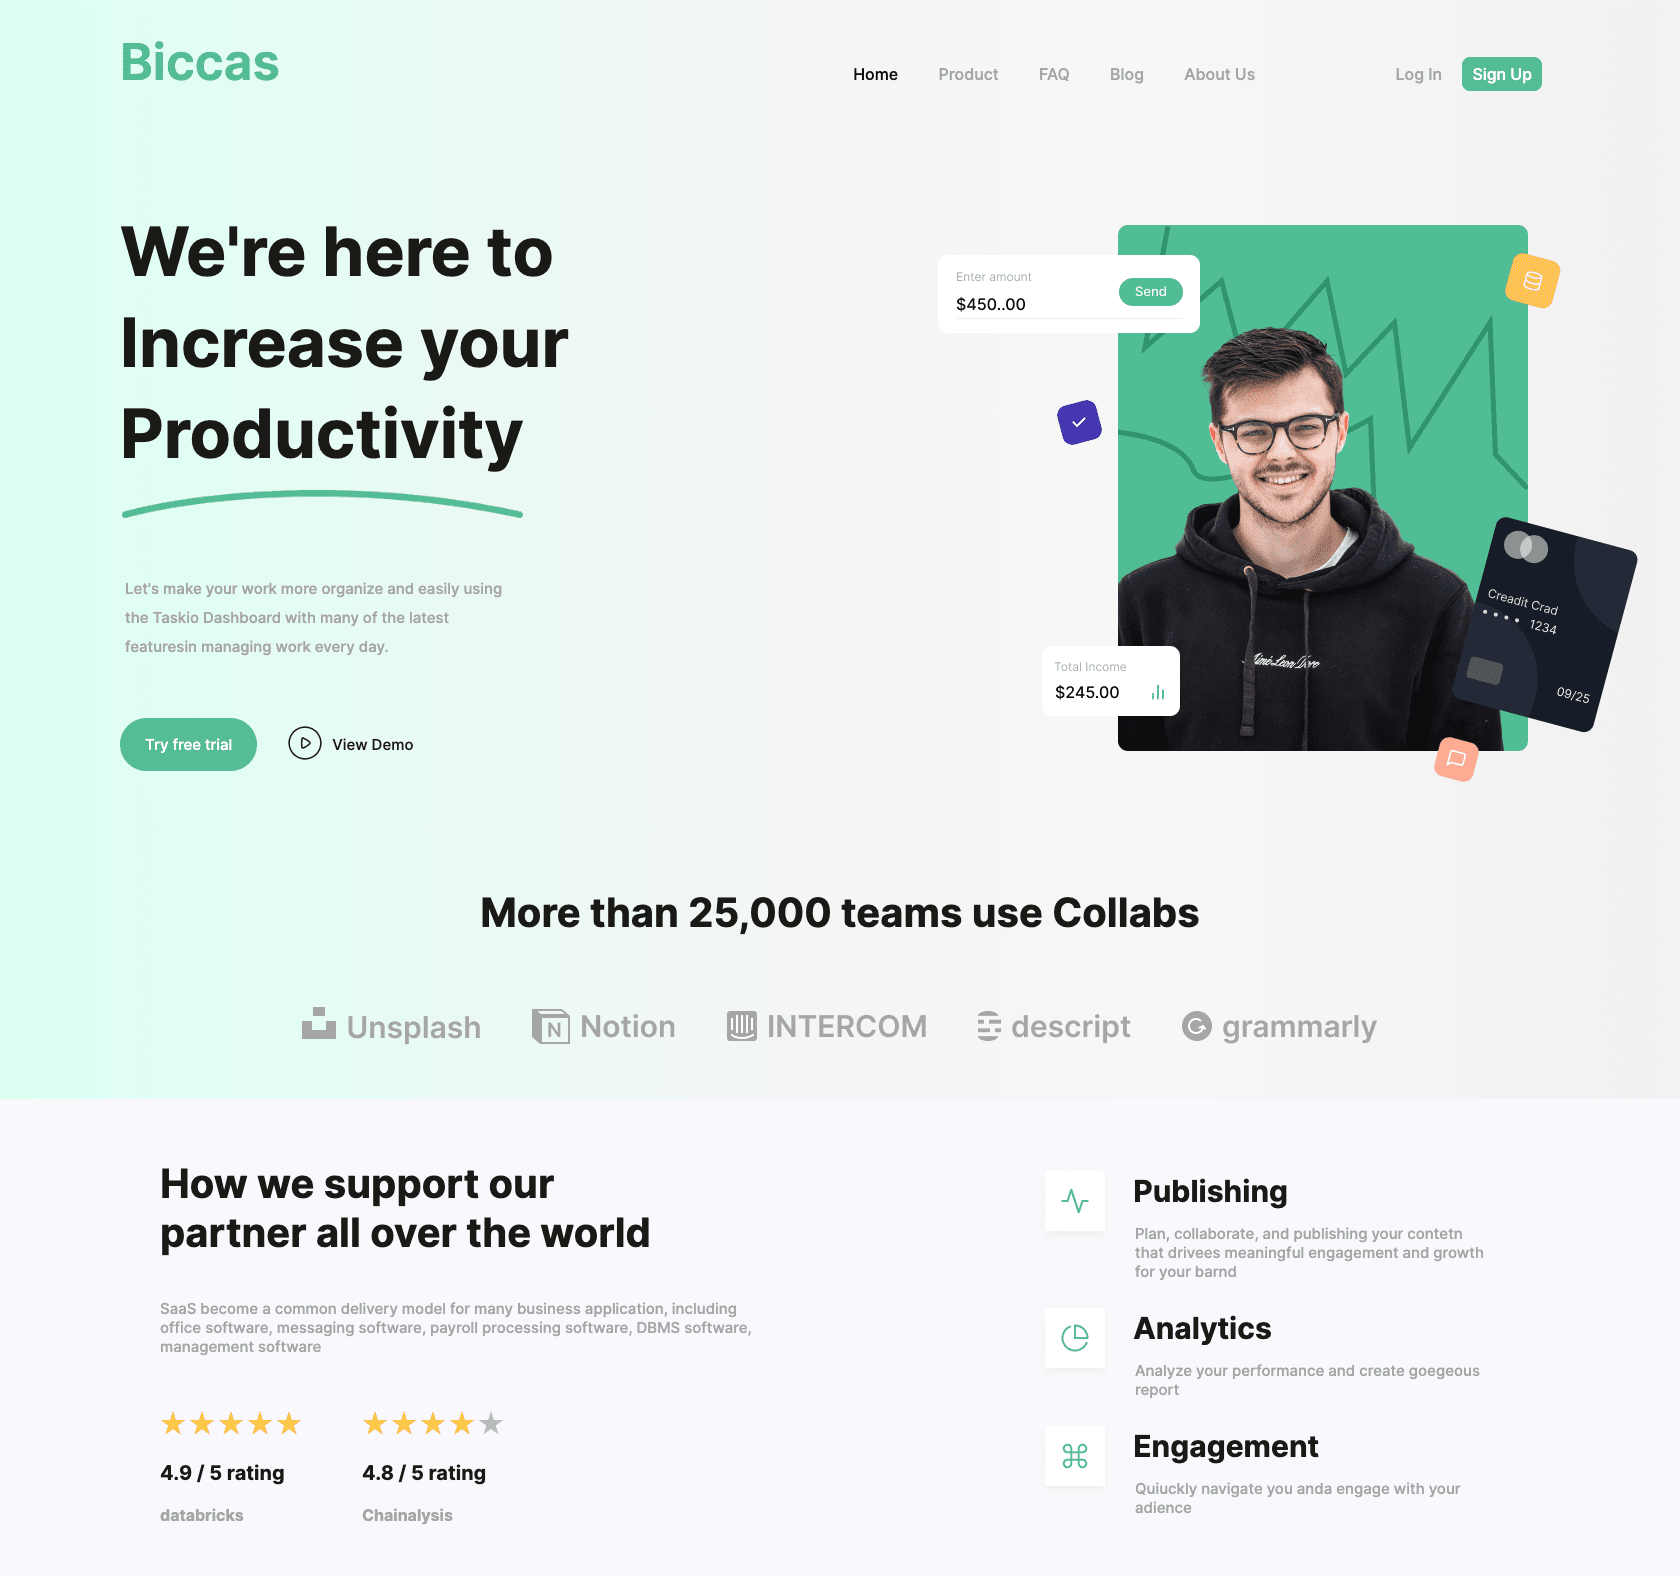 Biccas
Home Product FAQ Blog About Us Log In Sign Up
We're here to
Increase your
Productivity
Let's make your work more organize and easily using
the Taskio Dashboard with many of the latest
featuresin managing work every day.
Try free trial
View Demo
Enter amount
$450..00
Send
Creadit Crad
•••• 1234
09/25
Aimé Leon Dore
Total Income
$245.00
More than 25,000 teams use Collabs
Unsplash
N Notion
INTERCOM
descript
G grammarly
How we support our
partner all over the world
SaaS become a common delivery model for many business application, including
office software, messaging software, payroll processing software, DBMS software,
management software
4.9 / 5 rating
databricks
4.8 / 5 rating
Chainalysis
Publishing
Plan, collaborate, and publishing your contetn
that drivees meaningful engagement and growth
for your barnd
Analytics
Analyze your performance and create goegeous
report
Engagement
Quiuckly navigate you anda engage with your
adience